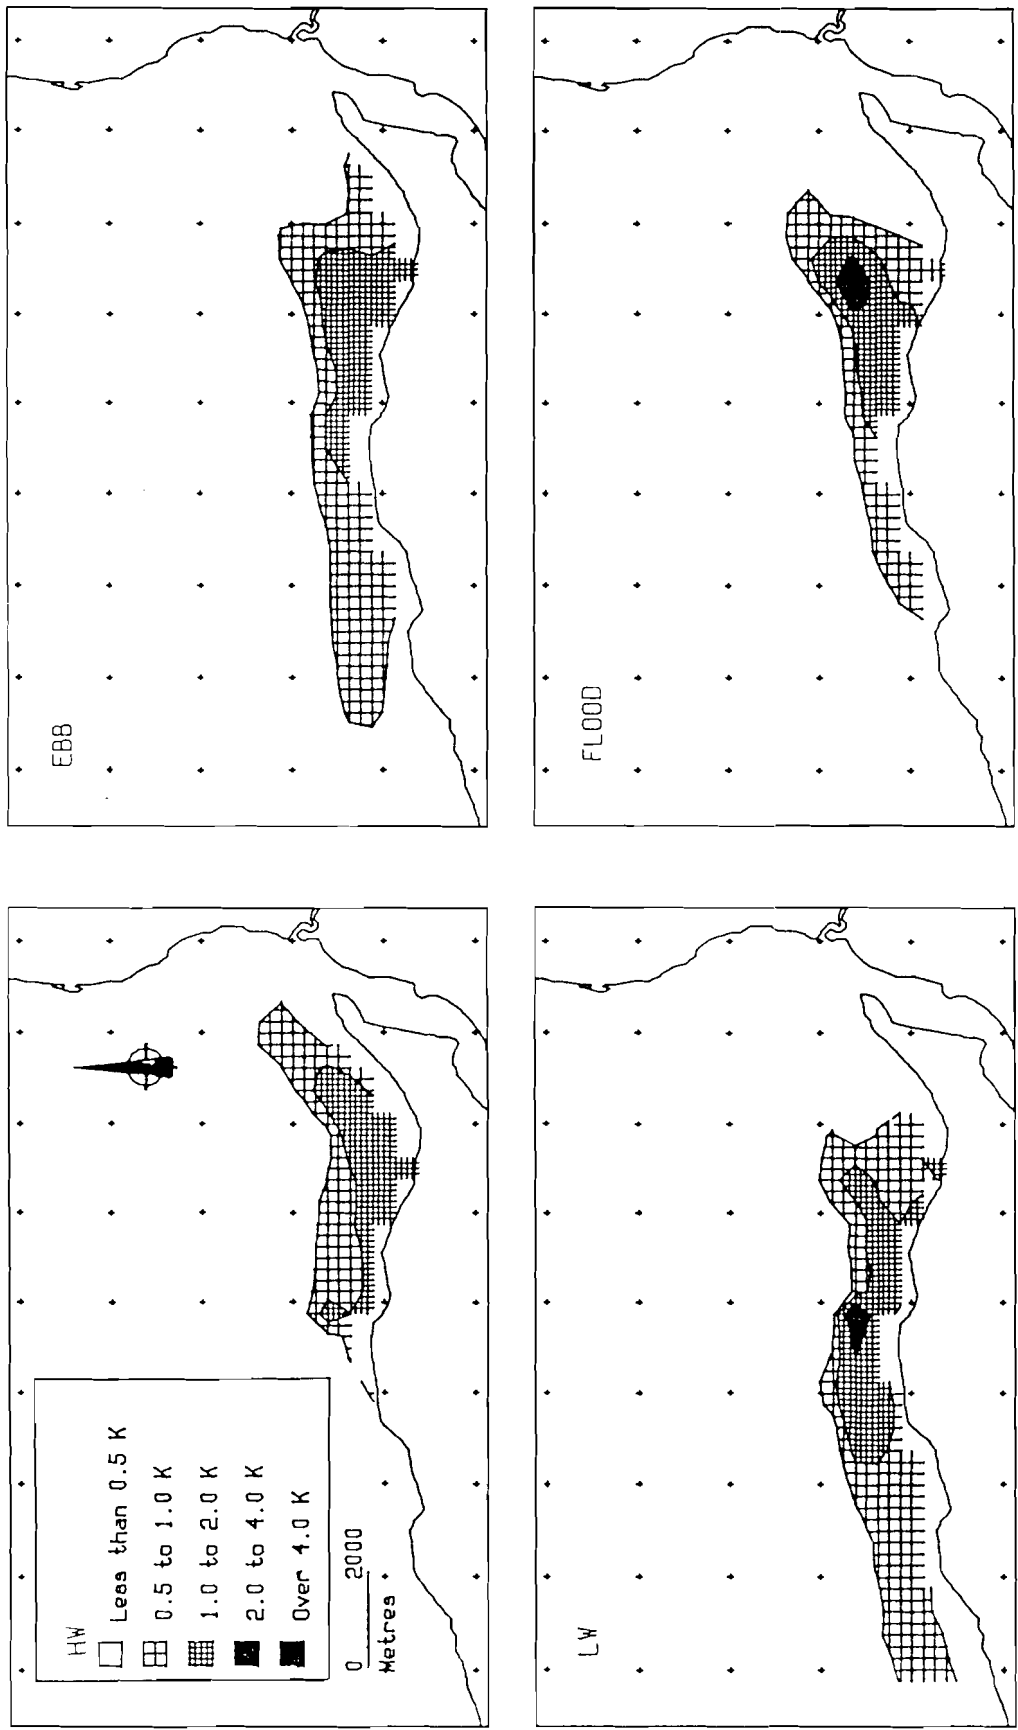 HW
Less than 0.5 K
0.5 to 1.0 K
1.0 to 2.0 K
2.0 to 4.0 K
Over 4.0 K
0 2000
Metres
EBB
LW
FLOOD